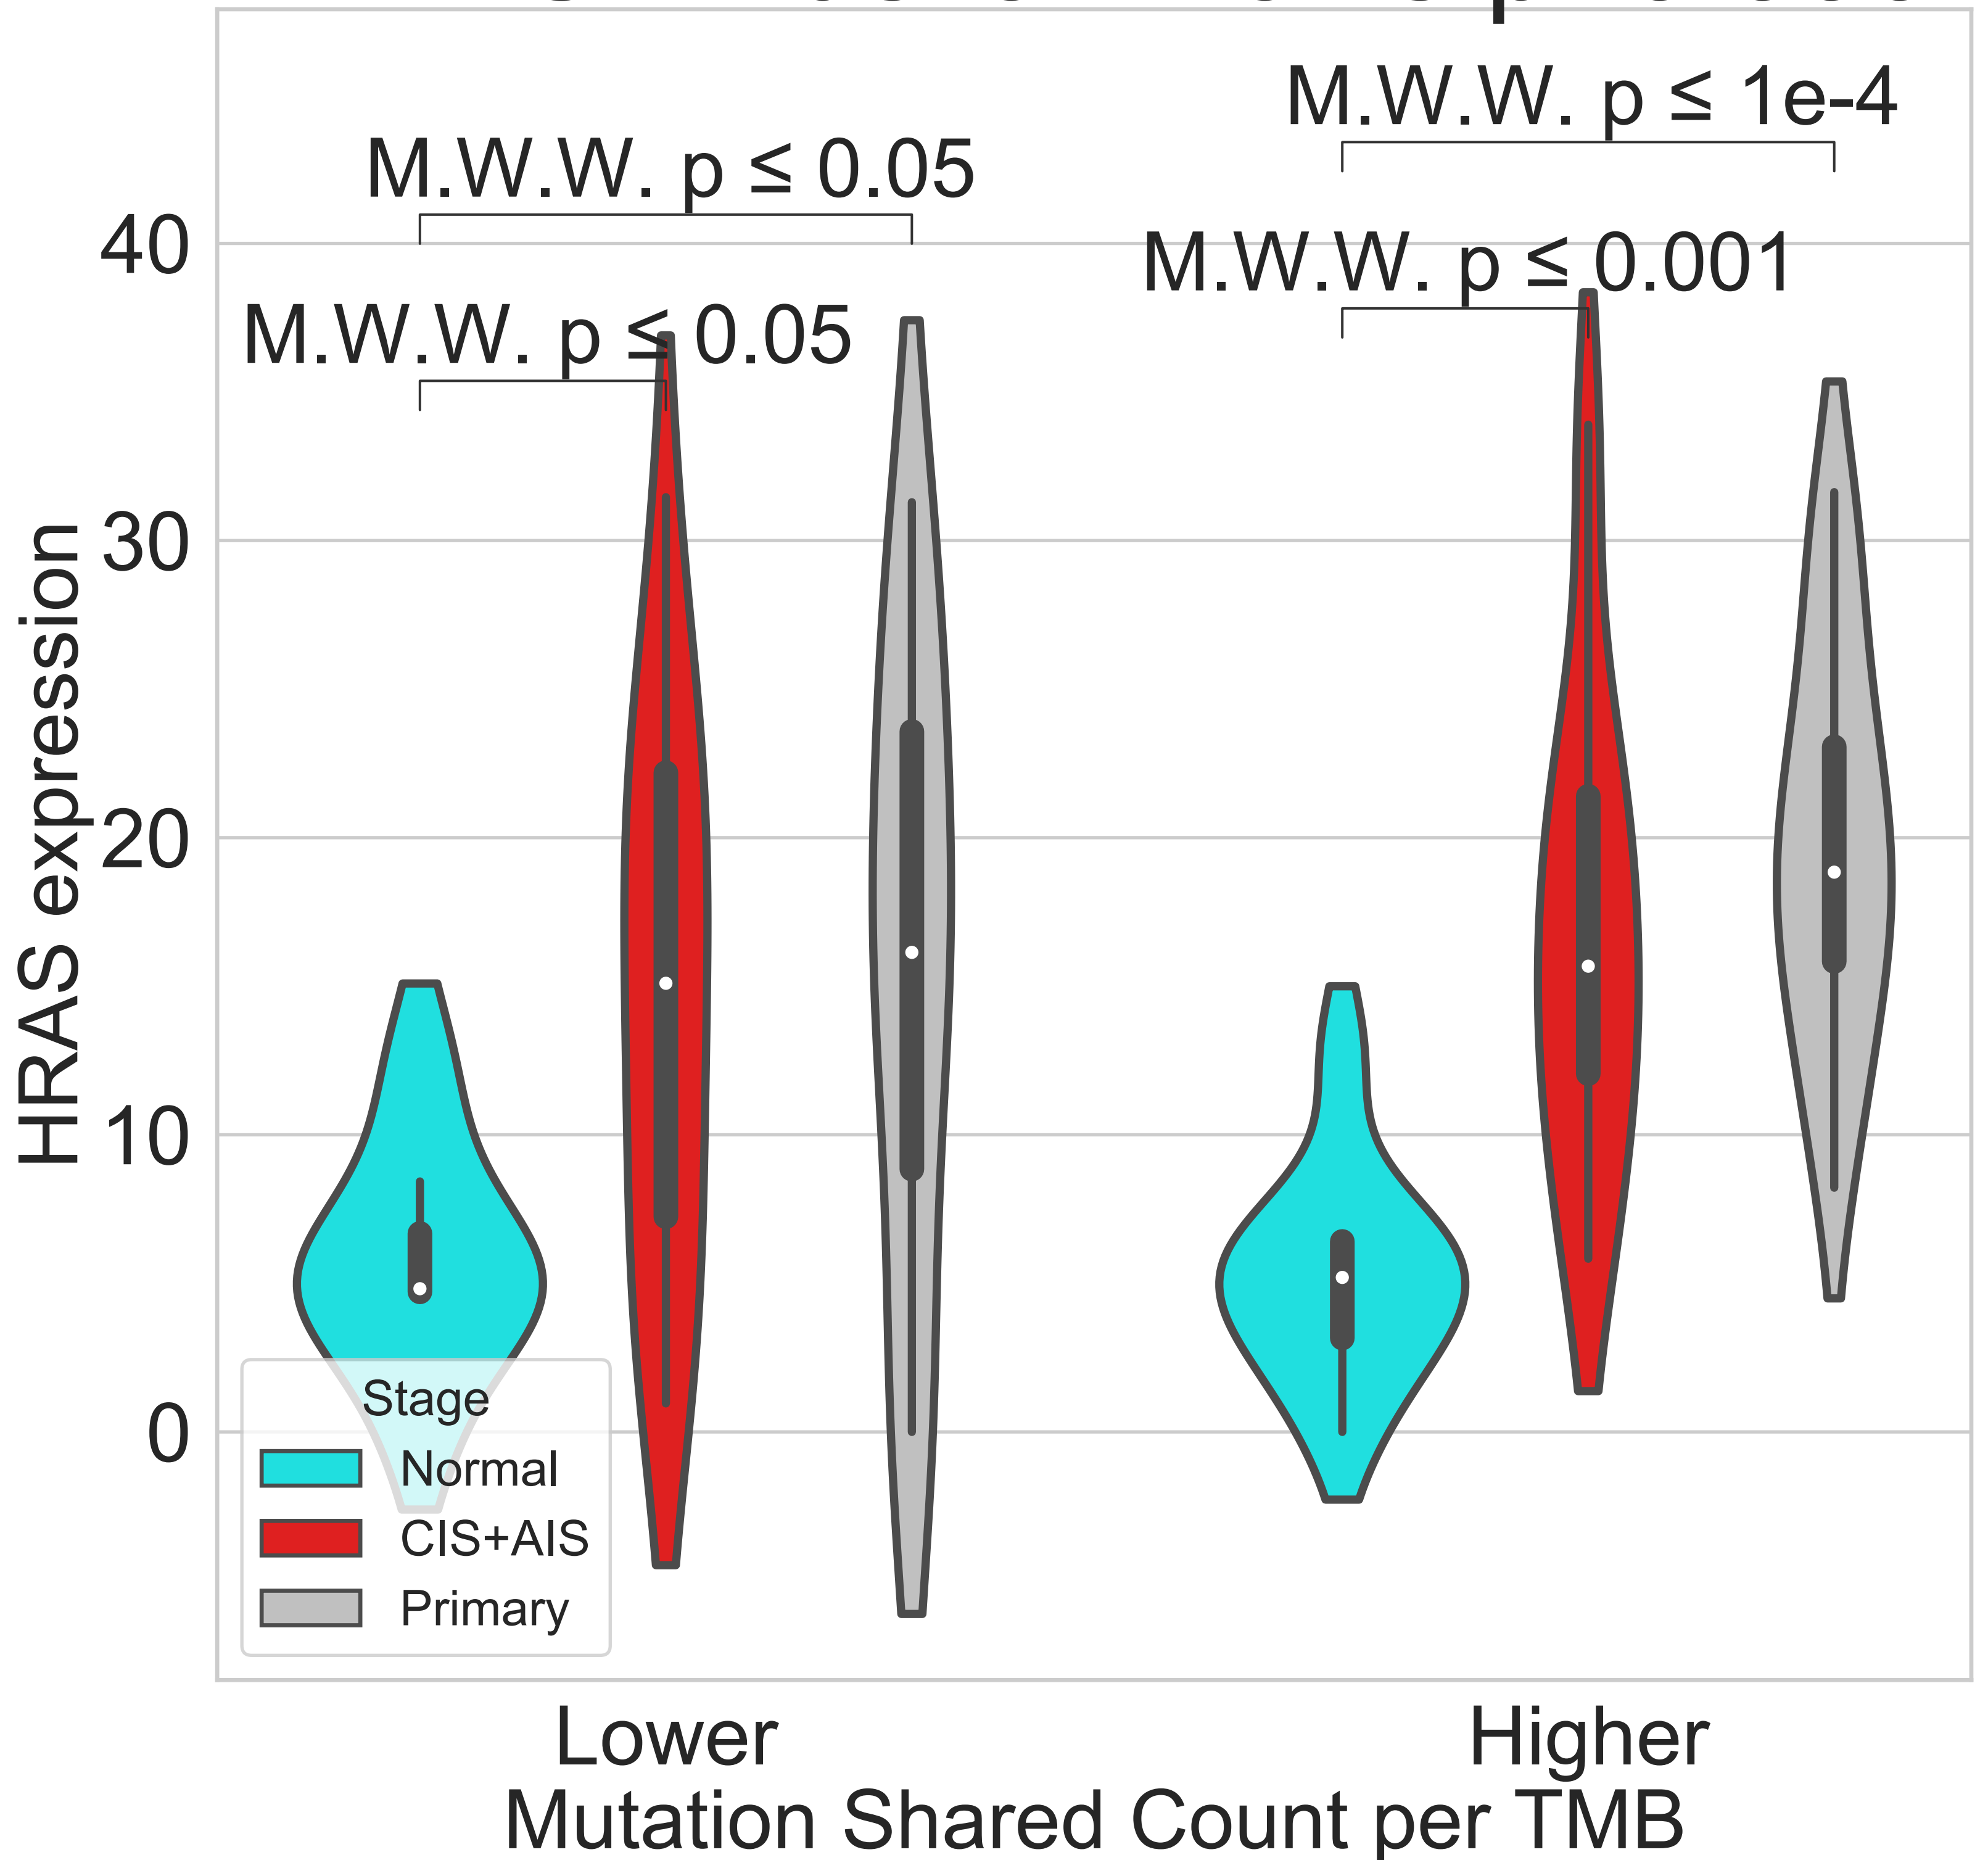 M.W.W. p ≤ 1e-4
M.W.W. p ≤ 0.05
M.W.W. p ≤ 0.001
M.W.W. p ≤ 0.05
40
30
20
10
0
HRAS expression
Stage
Normal
CIS+AIS
Primary
Lower
Higher
Mutation Shared Count per TMB